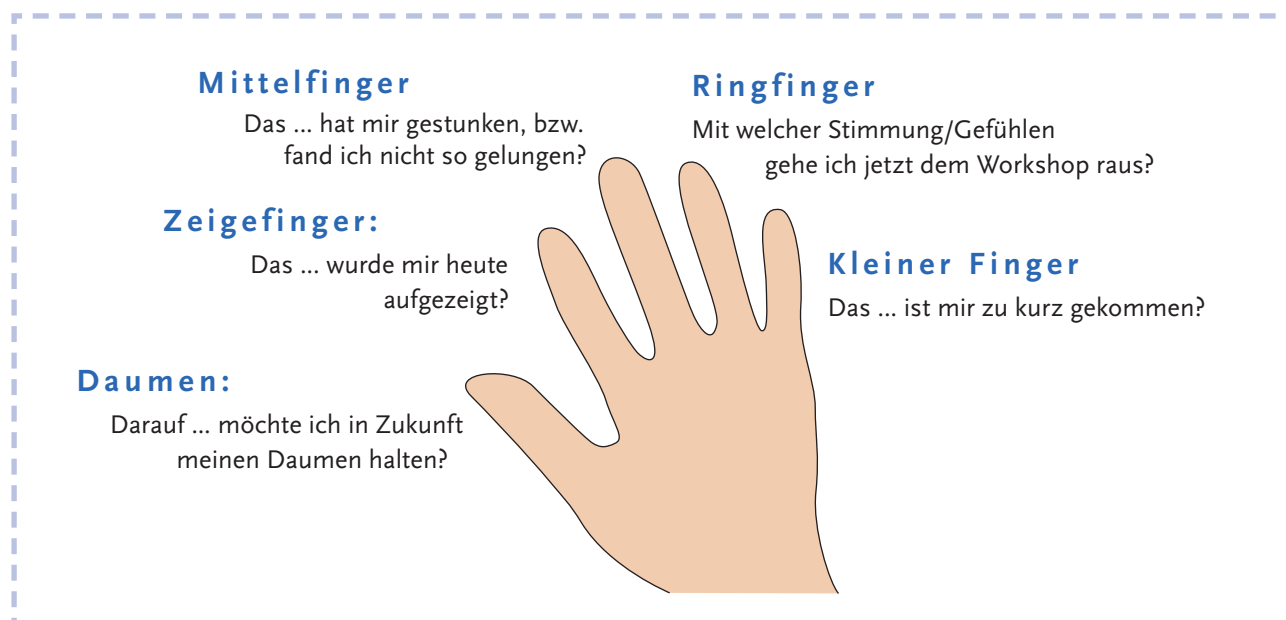 Mittelfinger
Das ... hat mir gestunken, bzw.
fand ich nicht so gelungen?
Ringfinger
Mit welcher Stimmung/Gefühlen
gehe ich jetzt dem Workshop raus?
Zeigefinger:
Das ... wurde mir heute
aufgezeigt?
Kleiner Finger
Das ... ist mir zu kurz gekommen?
Daumen:
Darauf ... möchte ich in Zukunft
meinen Daumen halten?